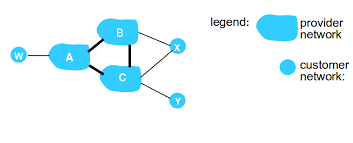 legend:
provider
network
customer
network:
W
A
B
C
X
Y